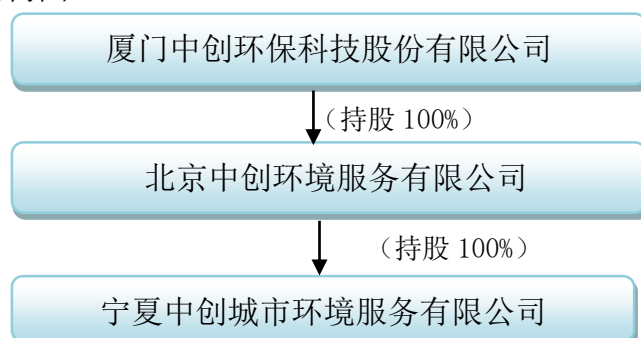 厦门中创环保科技股份有限公司
（持股 100%）
北京中创环境服务有限公司
（持股 100%）
宁夏中创城市环境服务有限公司